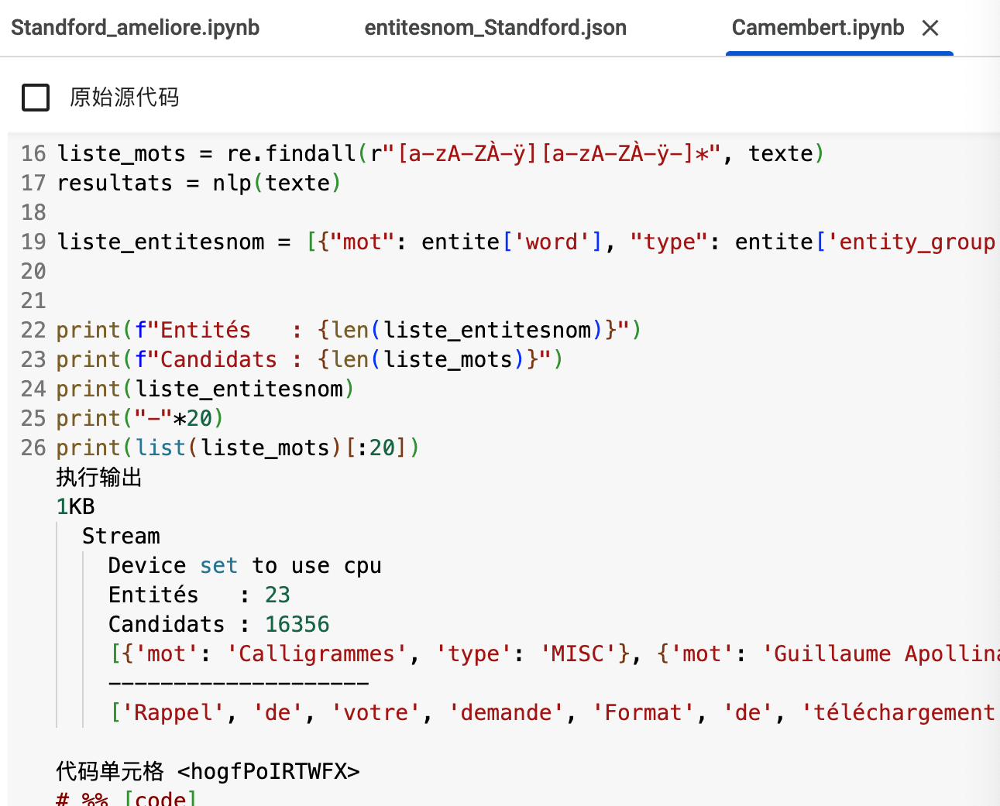 Standford_ameliore.ipynb entitesnom_Standford.json Camembert.ipynb
原始源代码
16 liste_mots = re.findall(r"[a-zA-ZÀ-ÿ][a-zA-ZÀ-ÿ-]*", texte)
17 resultats = nlp(texte)
18
19 liste_entitesnom = [{"mot": entite['word'], "type": entite['entity_group
20
21
22 print(f"Entités   : {len(liste_entitesnom)}")
23 print(f"Candidats : {len(liste_mots)}")
24 print(liste_entitesnom)
25 print("-"*20)
26 print(list(liste_mots)[:20])
执行输出
1KB
Stream
Device set to use cpu
Entités   : 23
Candidats : 16356
[{'mot': 'Calligrammes', 'type': 'MISC'}, {'mot': 'Guillaume Apollina
--------------------
['Rappel', 'de', 'votre', 'demande', 'Format', 'de', 'téléchargement
代码单元格 <hogfPoIRTWFX>
# %% [code]